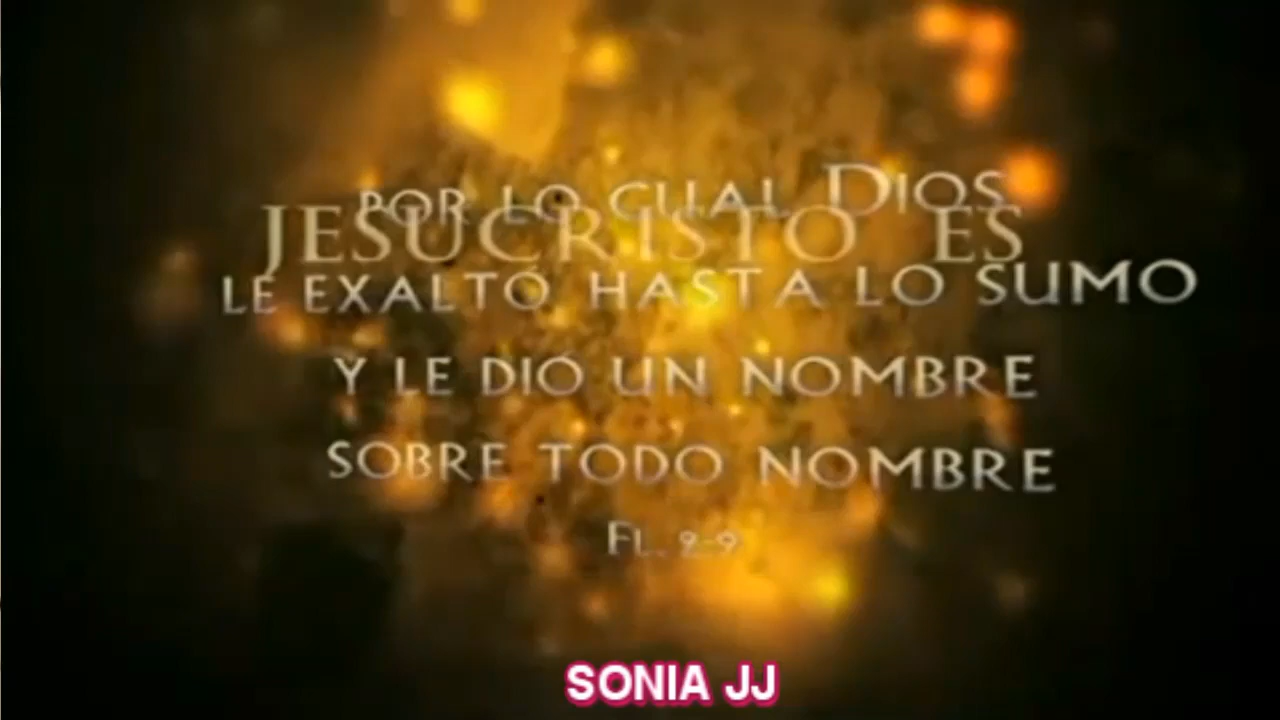 POR LO CUAL DIOS
JESUCRISTO ES
LE EXALTÓ HASTA LO SUMO
Y LE DIÓ UN NOMBRE
SOBRE TODO NOMBRE
FL. 2-9
SONIA JJ